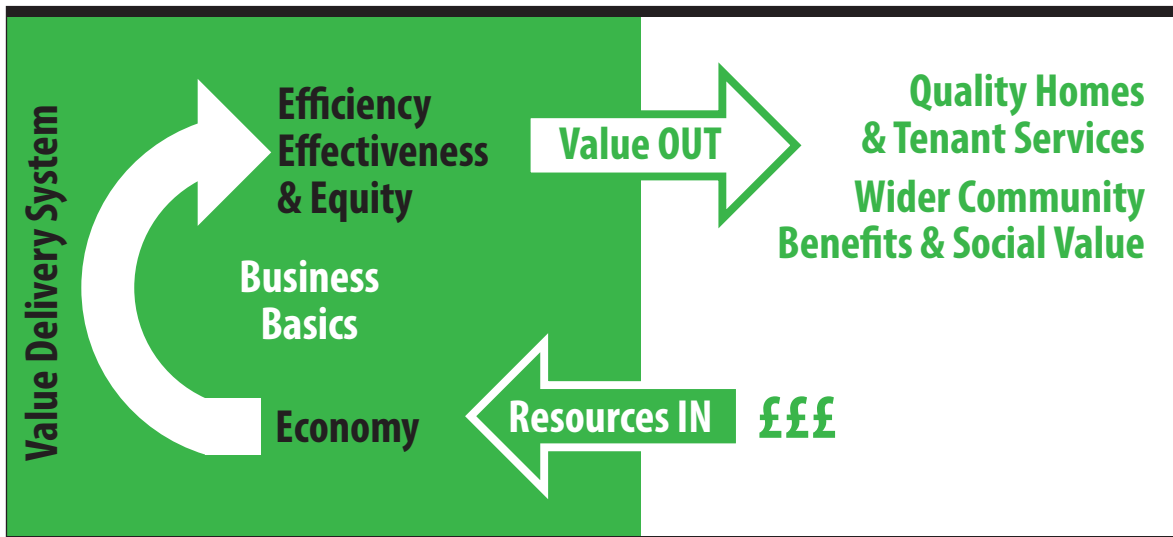 Value Delivery System
Efficiency
Effectiveness
& Equity
Value OUT
Quality Homes
& Tenant Services
Wider Community
Benefits & Social Value
Business
Basics
Economy
Resources IN
£££